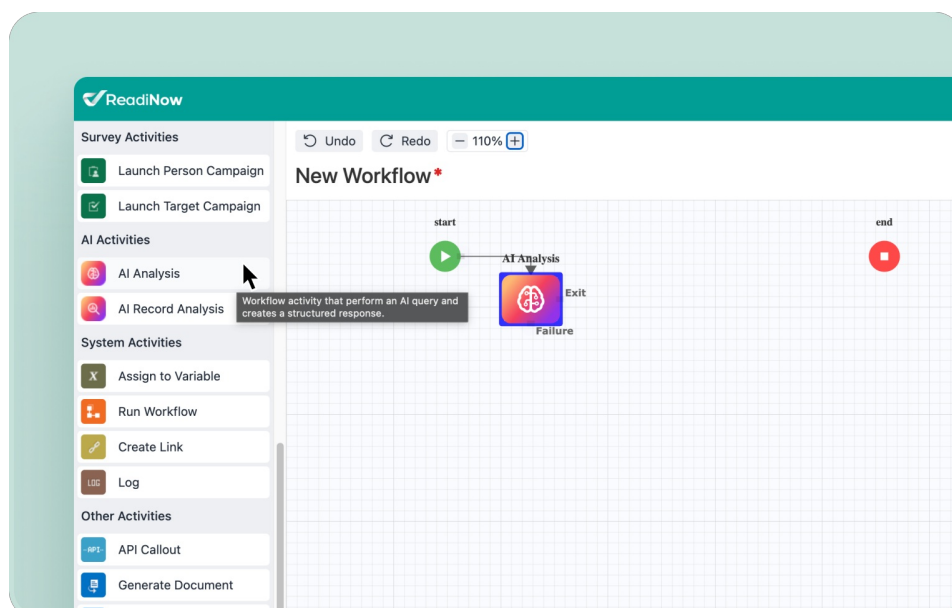 ReadiNow
Survey Activities
Undo
Redo
110%
Launch Person Campaign
New Workflow*
Launch Target Campaign
start
end
AI Activities
AI Analysis
AI Analysis
Exit
Workflow activity that perform an AI query and
creates a structured response.
AI Record Analysis
Failure
System Activities
X
Assign to Variable
Run Workflow
Create Link
LOG
Log
Other Activities
-API-
API Callout
Generate Document